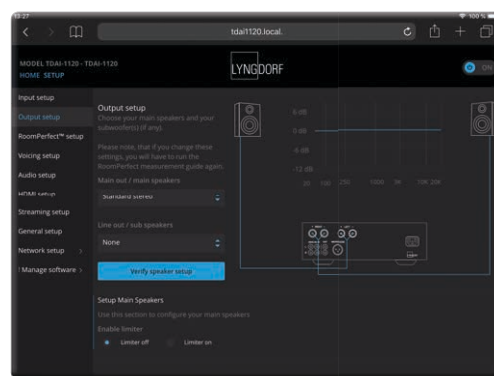 13:27
100 %
tdai1120.local.
MODEL TDAI-1120 - TDAI-1120
HOME SETUP
LYNGDORF
ON
Input setup
Output setup
RoomPerfect™ setup
Voicing setup
Audio setup
HDMI setup
Streaming setup
General setup
Network setup >
! Manage software >
Output setup
Choose your main speakers and your
subwoofer(s) (if any).
Please note, that if you change these
settings, you will have to run the
RoomPerfect measurement guide again.
Main out / main speakers
Standard stereo
Line out / sub speakers
None
Verify speaker setup
Setup Main Speakers
Use this section to configure your main speakers
Enable limiter
Limiter off
Limiter on
6 dB
0 dB
-6 dB
-12 dB
20 100 250 1000 3K 10K 20K